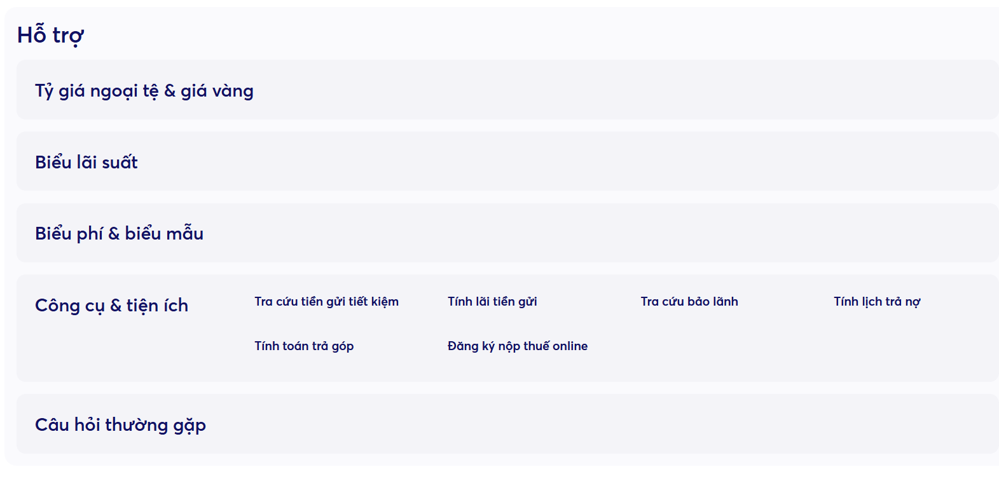 Hỗ trợ
Tỷ giá ngoại tệ & giá vàng
Biểu lãi suất
Biểu phí & biểu mẫu
Công cụ & tiện ích
Tra cứu tiền gửi tiết kiệm
Tính lãi tiền gửi
Tra cứu bảo lãnh
Tính lịch trả nợ
Tính toán trả góp
Đăng ký nộp thuế online
Câu hỏi thường gặp